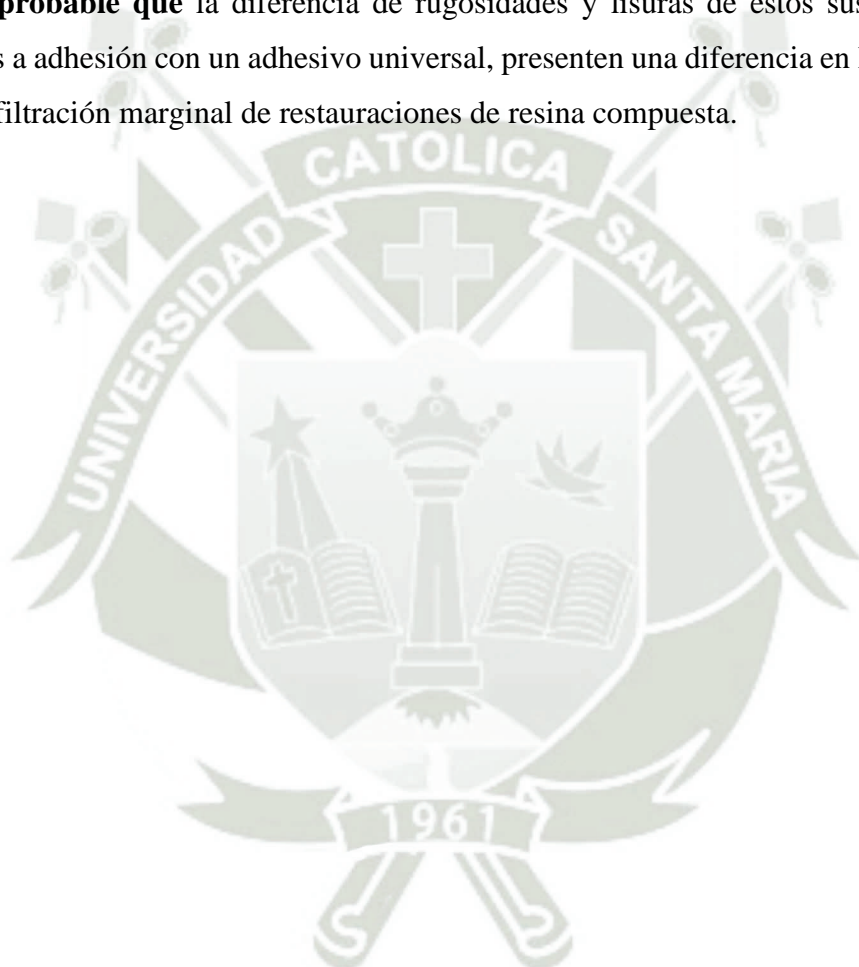 probable que la diferencia de rugosidades y fisuras de estos sus
s a adhesión con un adhesivo universal, presenten una diferencia en
filtración marginal de restauraciones de resina compuesta.
UNIVERSIDAD CATOLICA SANTA MARIA
1961